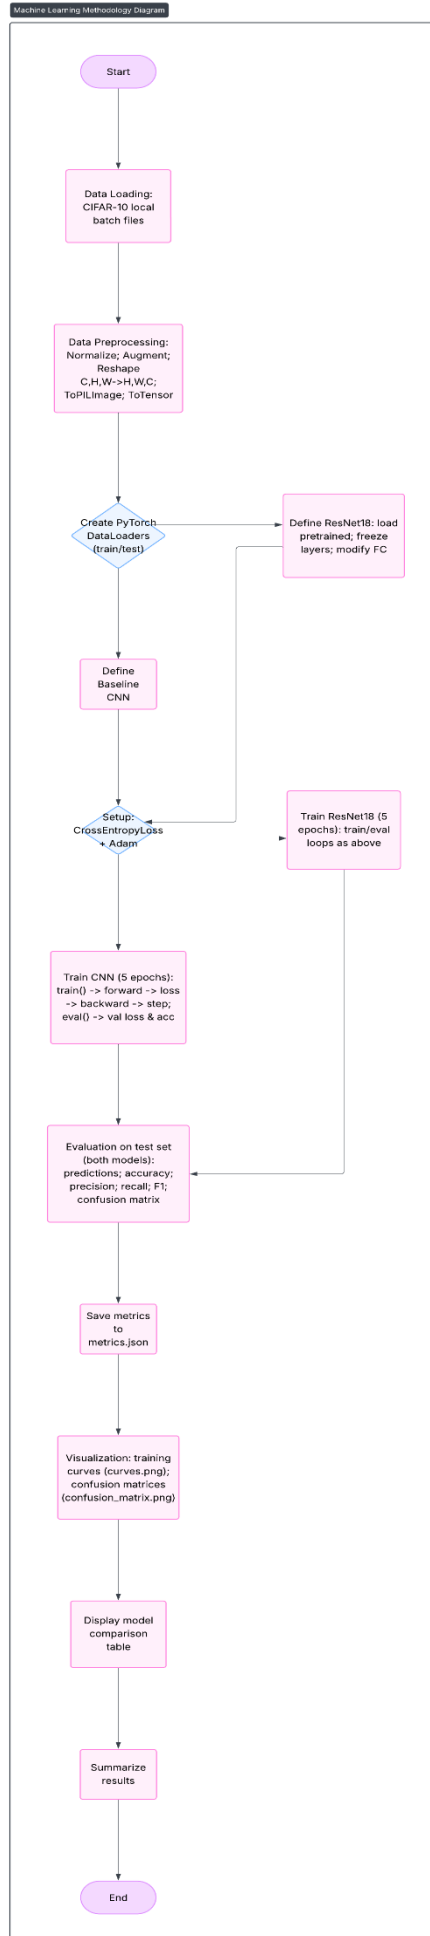 Machine Learning Methodology Diagram
Start
Data Loading:
CIFAR-10 local
batch files
Data Preprocessing:
Normalize; Augment;
Reshape
C,H,W->H,W,C;
ToPILImage; ToTensor
Create PyTorch
DataLoaders
(train/test)
Define ResNet18: load
pretrained; freeze
layers; modify FC
Define
Baseline
CNN
Setup:
CrossEntropyLoss
+ Adam
Train ResNet18 (5
epochs): train/eval
loops as above
Train CNN (5 epochs):
train() -> forward -> loss
-> backward -> step;
eval() -> val loss & acc
Evaluation on test set
(both models):
predictions; accuracy;
precision; recall; F1;
confusion matrix
Save metrics
to
metrics.json
Visualization: training
curves (curves.png);
confusion matrices
(confusion_matrix.png)
Display model
comparison
table
Summarize
results
End